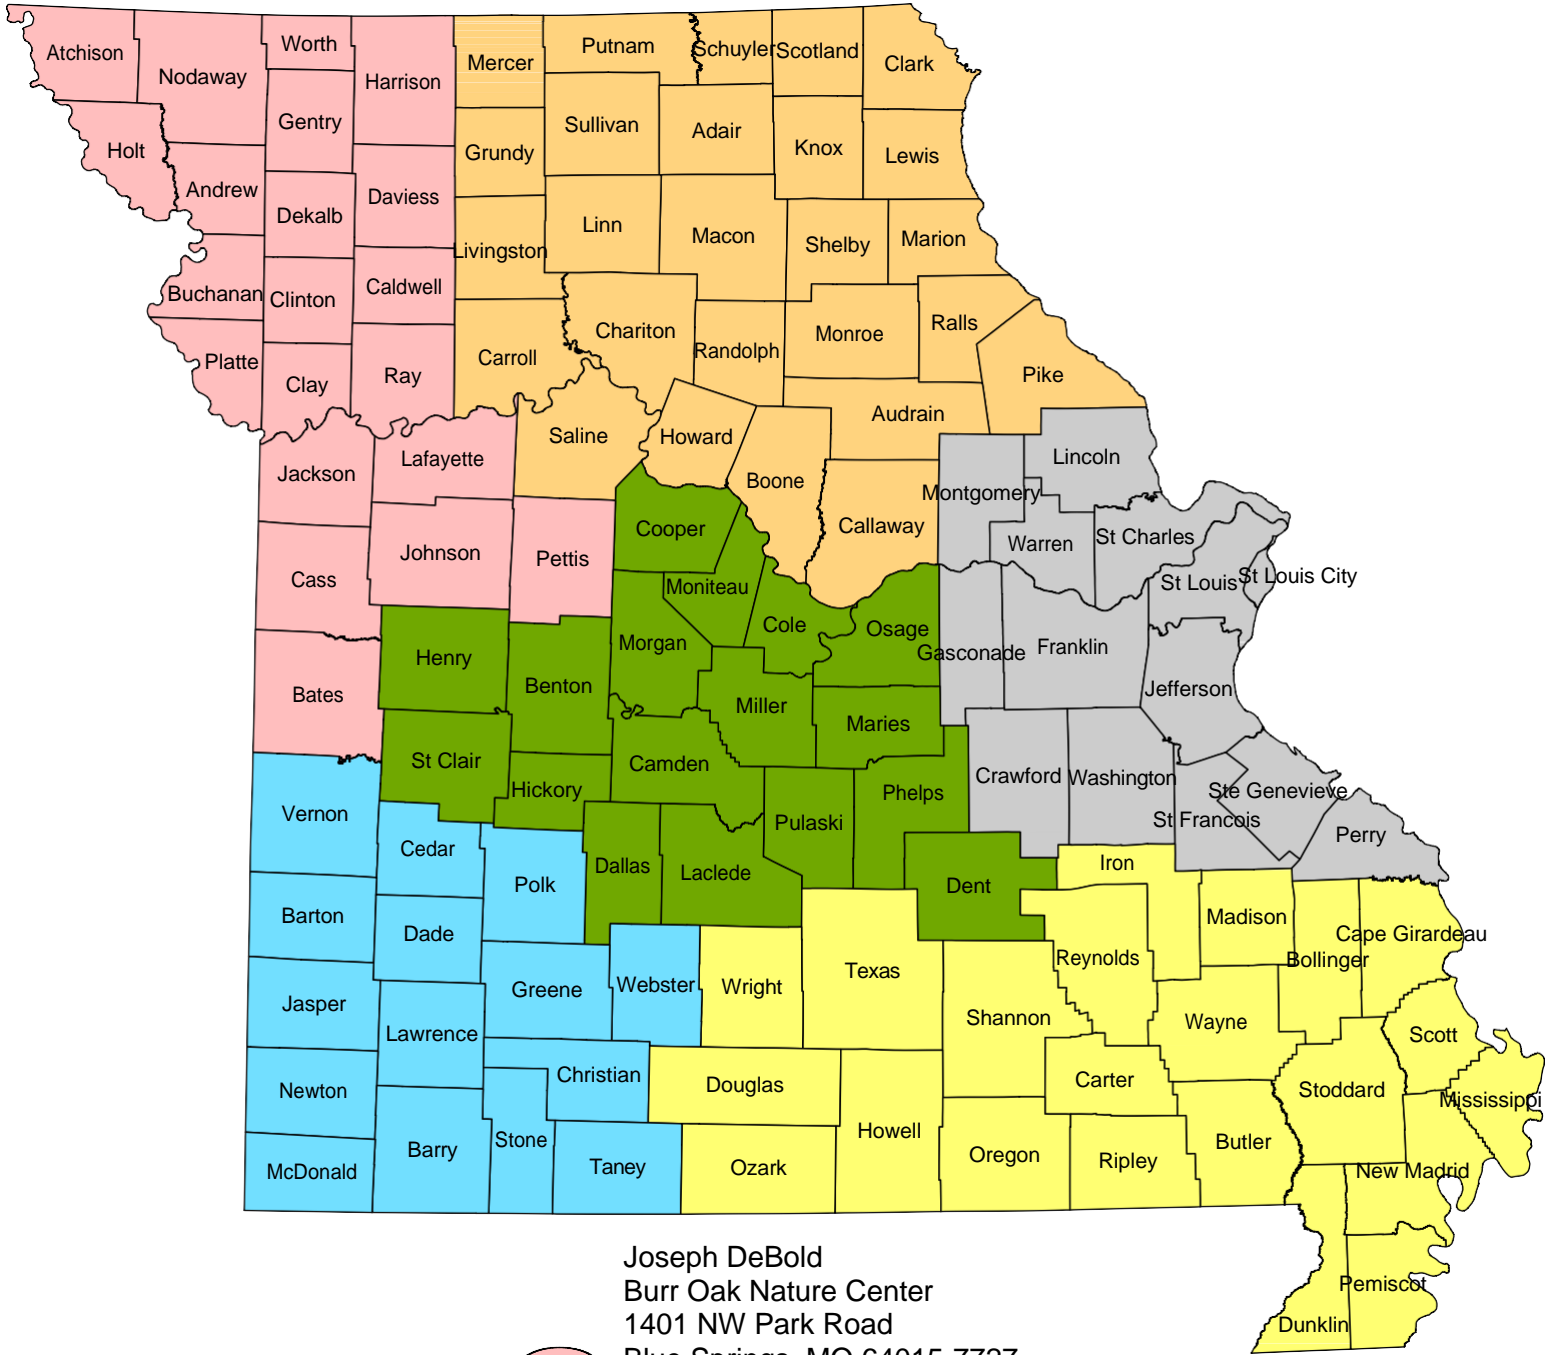 Atchison
Nodaway
Worth
Harrison
Mercer
Putnam
Schuyler
Scotland
Clark
Holt
Gentry
Grundy
Sullivan
Adair
Knox
Lewis
Andrew
Dekalb
Daviess
Livingston
Linn
Macon
Shelby
Marion
Buchanan
Clinton
Caldwell
Chariton
Randolph
Monroe
Ralls
Platte
Clay
Ray
Carroll
Pike
Audrain
Jackson
Lafayette
Saline
Howard
Boone
Callaway
Montgomery
Lincoln
Johnson
Pettis
Cooper
Warren
St Charles
Cass
Moniteau
St Louis
St Louis City
Henry
Morgan
Cole
Osage
Gasconade
Franklin
Bates
Benton
Miller
Maries
Jefferson
St Clair
Hickory
Camden
Phelps
Crawford
Washington
Ste Genevieve
Vernon
Cedar
Pulaski
St Francois
Perry
Polk
Dallas
Laclede
Dent
Iron
Barton
Dade
Madison
Cape Girardeau
Jasper
Greene
Webster
Wright
Texas
Reynolds
Bollinger
Lawrence
Shannon
Wayne
Scott
Newton
Christian
Douglas
Carter
Stoddard
Mississippi
McDonald
Barry
Stone
Taney
Ozark
Howell
Oregon
Ripley
Butler
New Madrid
Pemiscot
Dunklin
Joseph DeBold
Burr Oak Nature Center
1401 NW Park Road
Blue Springs, MO 64015-7727